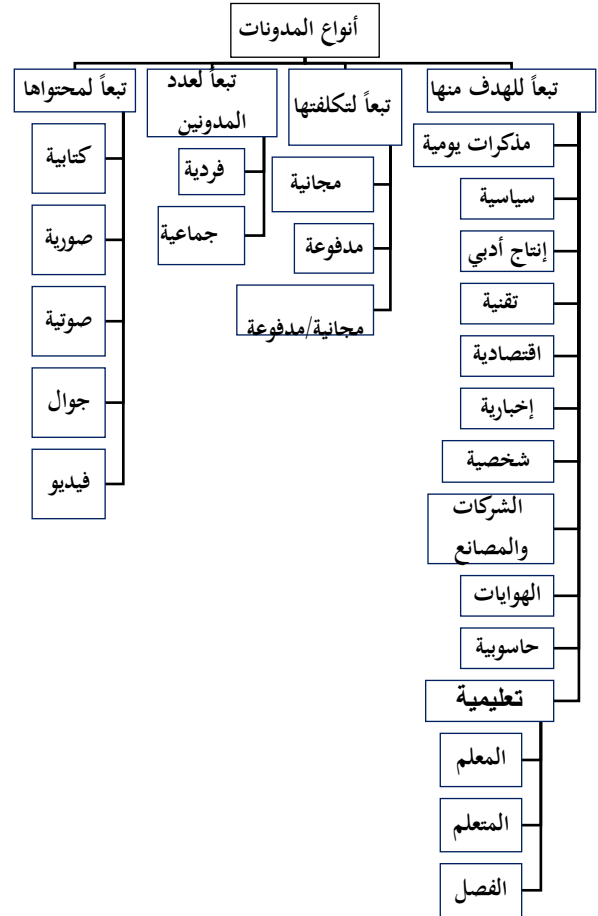 أنواع المدونات
تبعاً للهدف منها
مذكرات يومية
سياسية
إنتاج أدبي
تقنية
اقتصادية
إخبارية
شخصية
الشركات
والمصانع
الهوايات
حاسوبية
تعليمية
المعلم
المتعلم
الفصل
تبعاً لتكلفتها
مجانية
مدفوعة
مجانية/مدفوعة
تبعاً لعدد
المدونين
فردية
جماعية
تبعاً لمحتواها
كتابية
صورية
صوتية
جوال
فيديو